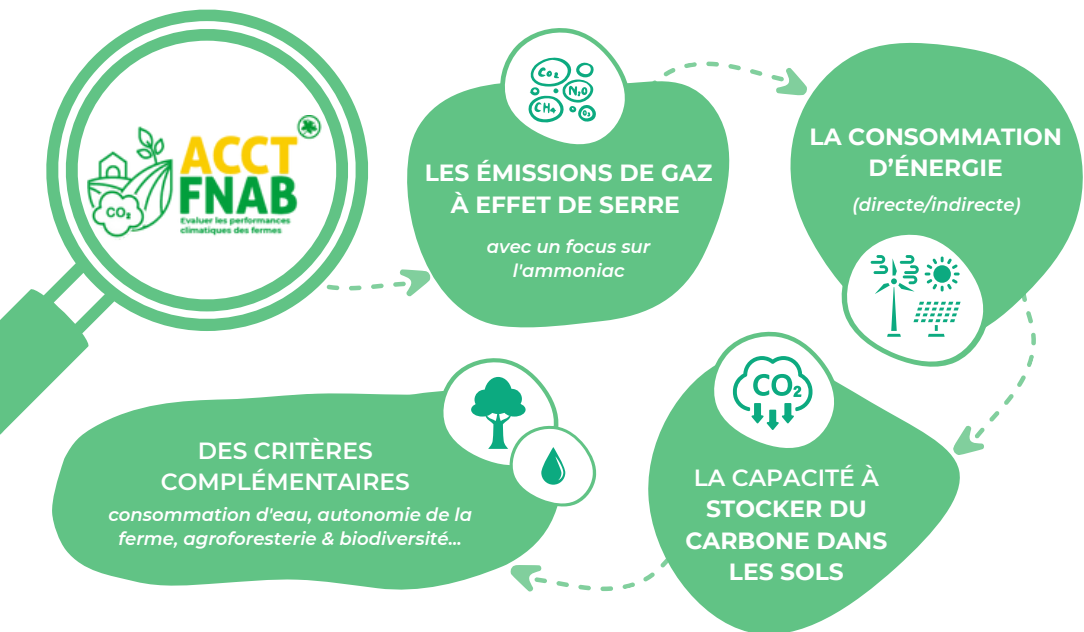 ACCT
FNAB
Evaluer les performances
climatiques des fermes
CO₂
CO₂
N₂O
CH₄
O₃
LES ÉMISSIONS DE GAZ
À EFFET DE SERRE
avec un focus sur
l'ammoniac
LA CONSOMMATION
D’ÉNERGIE
(directe/indirecte)
CO₂
LA CAPACITÉ À
STOCKER DU
CARBONE DANS
LES SOLS
DES CRITÈRES
COMPLÉMENTAIRES
consommation d'eau, autonomie de la
ferme, agroforesterie & biodiversité...